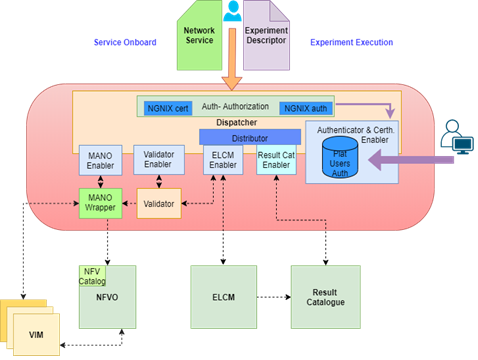 Network
Service
Experiment
Descriptor
Service Onboard
Experiment Execution
Auth- Authorization
NGNIX cert
NGNIX auth
Dispatcher
Distributor
Authenticator & Certh.
Enabler
MANO
Enabler
Validator
Enabler
ELCM
Enabler
Result Cat
Enabler
Plat
Users
Auth
MANO
Wrapper
Validator
NFV
Catalog
NFVO
ELCM
Result
Catalogue
VIM